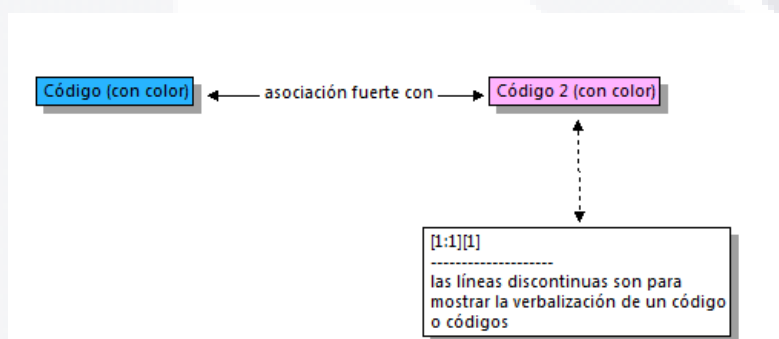 Código (con color)
asociación fuerte con
Código 2 (con color)
[1:1][1]
--------------------
las líneas discontinuas son para
mostrar la verbalización de un código
o códigos